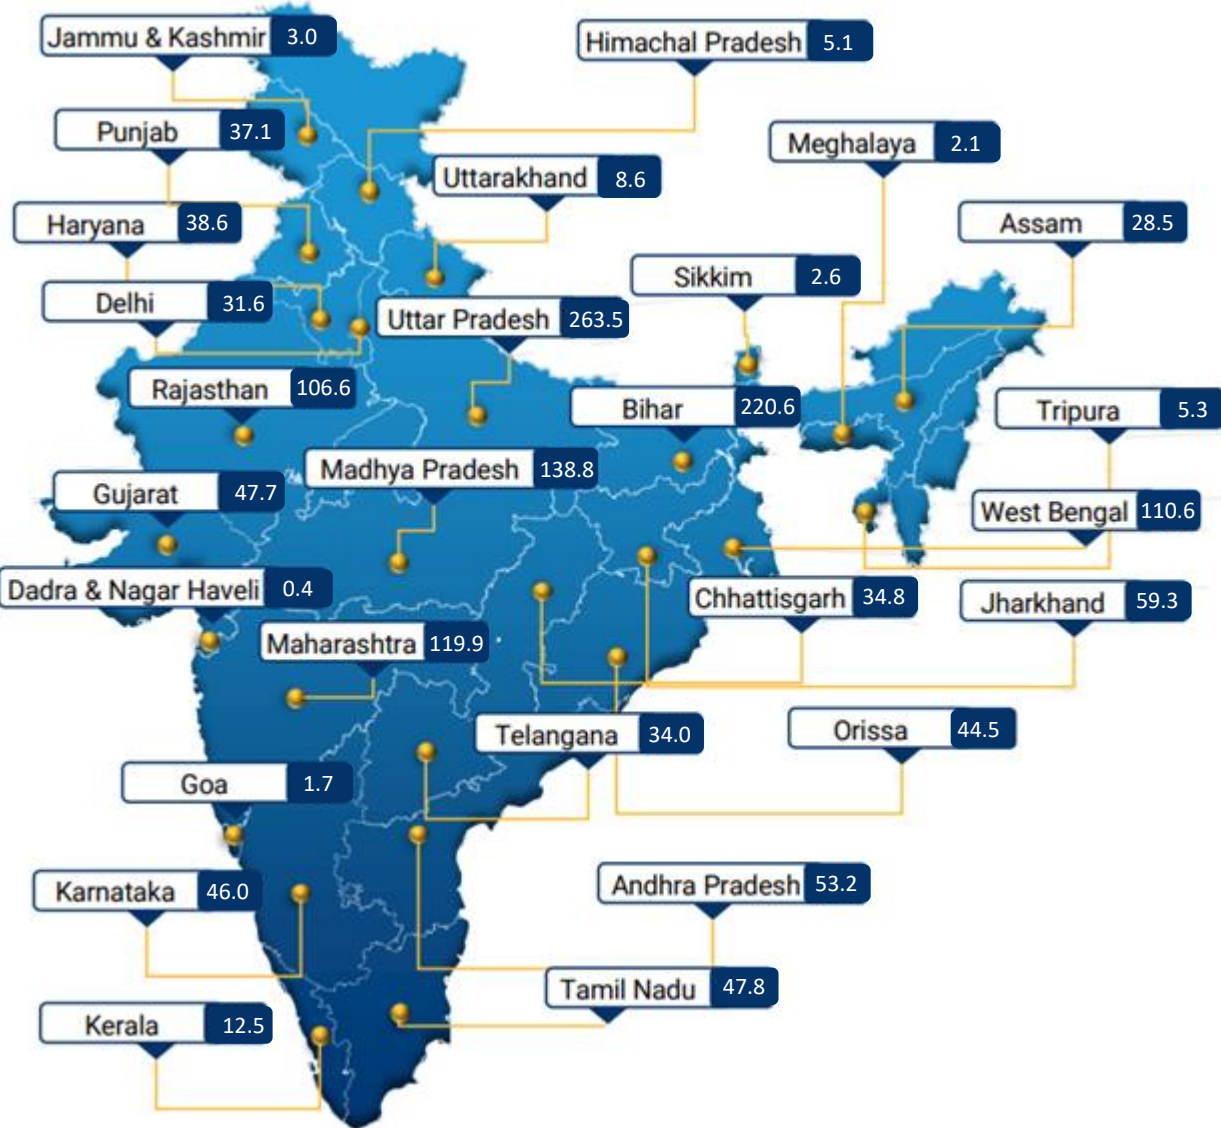 Jammu & Kashmir 3.0
Himachal Pradesh 5.1
Punjab 37.1
Meghalaya 2.1
Uttarakhand 8.6
Haryana 38.6
Assam 28.5
Sikkim 2.6
Delhi 31.6
Uttar Pradesh 263.5
Rajasthan 106.6
Bihar 220.6
Tripura 5.3
Madhya Pradesh 138.8
Gujarat 47.7
West Bengal 110.6
Dadra & Nagar Haveli 0.4
Chhattisgarh 34.8
Jharkhand 59.3
Maharashtra 119.9
Telangana 34.0
Orissa 44.5
Goa 1.7
Karnataka 46.0
Andhra Pradesh 53.2
Tamil Nadu 47.8
Kerala 12.5